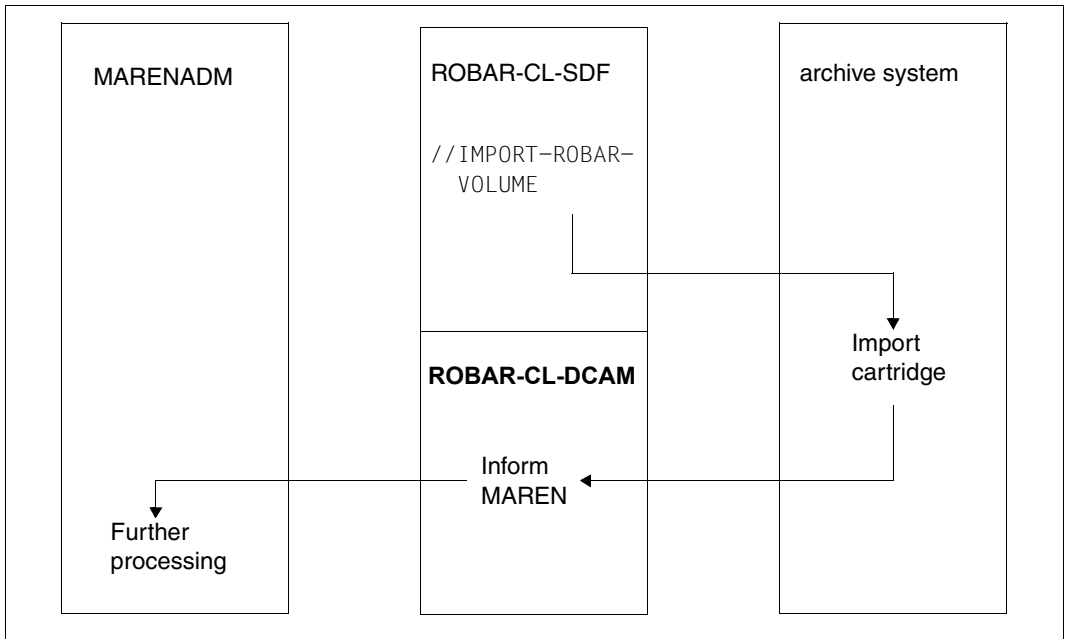 MARENADM
ROBAR-CL-SDF
archive system
//IMPORT-ROBAR-
VOLUME
Import
cartridge
ROBAR-CL-DCAM
Inform
MAREN
Further
processing